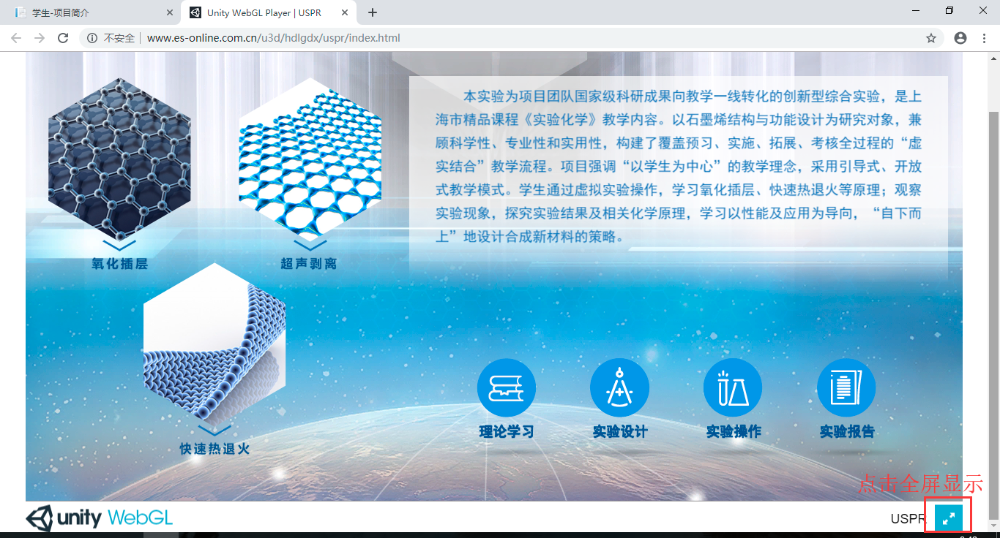 学生-项目简介
Unity WebGL Player | USPR
不安全
www.es-online.com.cn/u3d/hdlgdx/uspr/index.html
本实验为项目团队国家级科研成果向教学一线转化的创新型综合实验，是上
海市精品课程《实验化学》教学内容。以石墨烯结构与功能设计为研究对象，兼
顾科学性、专业性和实用性，构建了覆盖预习、实施、拓展、考核全过程的“虚
实结合”教学流程。项目强调“以学生为中心”的教学理念，采用引导式、开放
式教学模式。学生通过虚拟实验操作，学习氧化插层、快速热退火等原理；观察
实验现象，探究实验结果及相关化学原理，学习以性能及应用为导向，“自下而
上”地设计合成新材料的策略。
氧化插层
超声剥离
快速热退火
理论学习
实验设计
实验操作
实验报告
点击全屏显示
unity WebGL
USPR